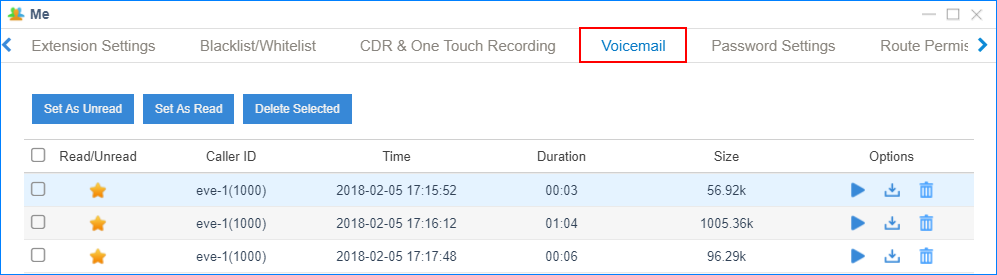 Me
Extension Settings Blacklist/Whitelist CDR & One Touch Recording Voicemail Password Settings Route Permis
Set As Unread Set As Read Delete Selected
Read/Unread Caller ID Time Duration Size Options
eve-1(1000) 2018-02-05 17:15:52 00:03 56.92k
eve-1(1000) 2018-02-05 17:16:12 01:04 1005.36k
eve-1(1000) 2018-02-05 17:17:48 00:06 96.29k